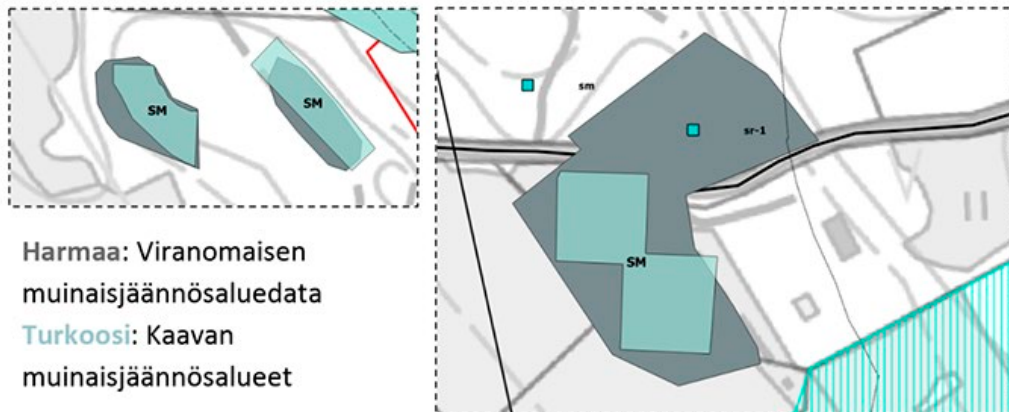 SM
SM
sm
sr-1
SM
Harmaa: Viranomaisen
muinaisjäännösaluedata
Turkoosi: Kaavan
muinaisjäännösalueet